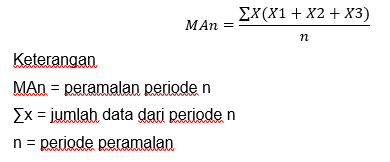 MAn = ∑X(X1 + X2 + X3) / n
Keterangan
MAn = peramalan periode n
∑x = jumlah data dari periode n
n = periode peramalan